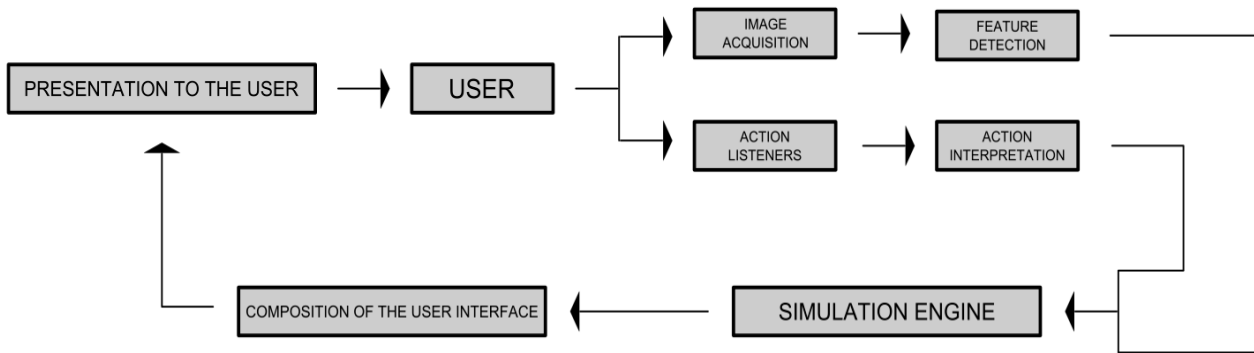 IMAGE
ACQUISITION
FEATURE
DETECTION
PRESENTATION TO THE USER
USER
ACTION
LISTENERS
ACTION
INTERPRETATION
COMPOSITION OF THE USER INTERFACE
SIMULATION ENGINE